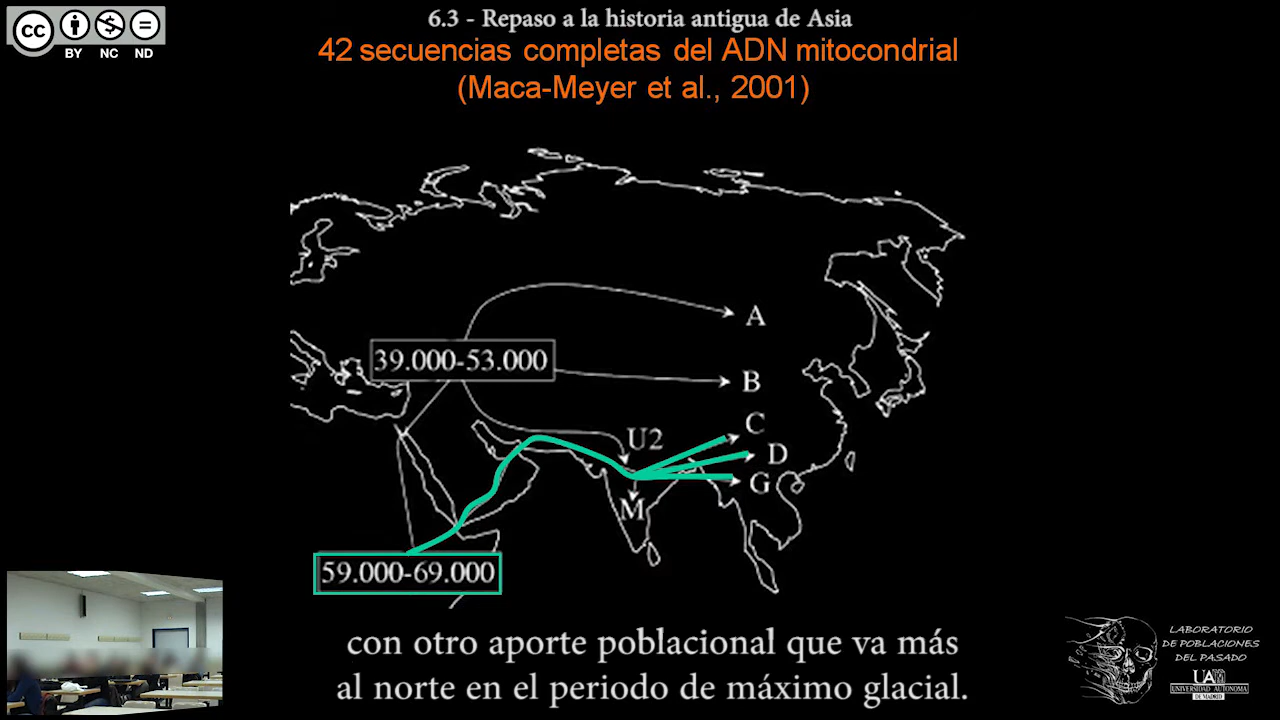 cc
BY NC ND
6.3 - Repaso a la historia antigua de Asia
42 secuencias completas del ADN mitocondrial
(Maca-Meyer et al., 2001)
A
39.000-53.000
B
C
U2
D
G
M
59.000-69.000
con otro aporte poblacional que va más
al norte en el periodo de máximo glacial.
LABORATORIO
DE POBLACIONES
DEL PASADO
UA
UNIVERSIDAD AUTONOMA
DE MADRID